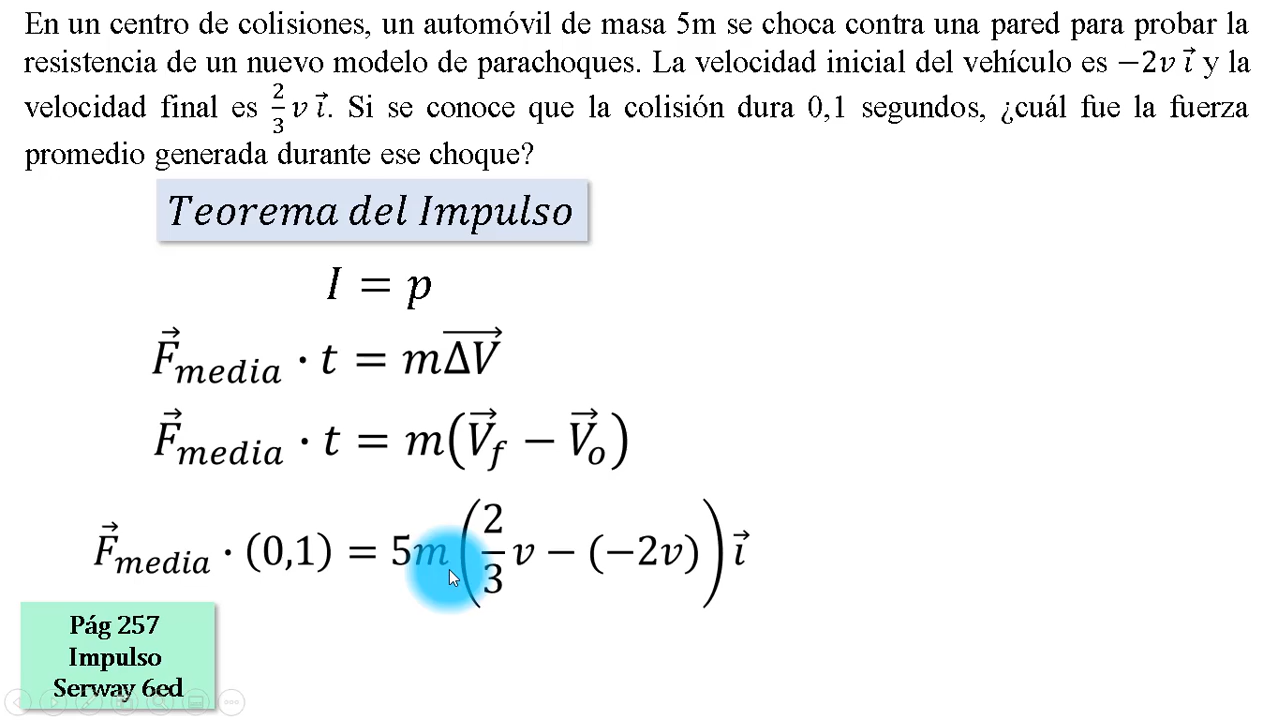 En un centro de colisiones, un automóvil de masa 5m se choca contra una pared para probar la
resistencia de un nuevo modelo de parachoques. La velocidad inicial del vehículo es −2v i⃗ y la
velocidad final es 2/3 v i⃗. Si se conoce que la colisión dura 0,1 segundos, ¿cuál fue la fuerza
promedio generada durante ese choque?
Teorema del Impulso
I = p
F⃗media · t = m ΔV⃗
F⃗media · t = m(V⃗f − V⃗o)
F⃗media · (0,1) = 5m(2/3 v − (−2v)) i⃗
Pág 257
Impulso
Serway 6ed